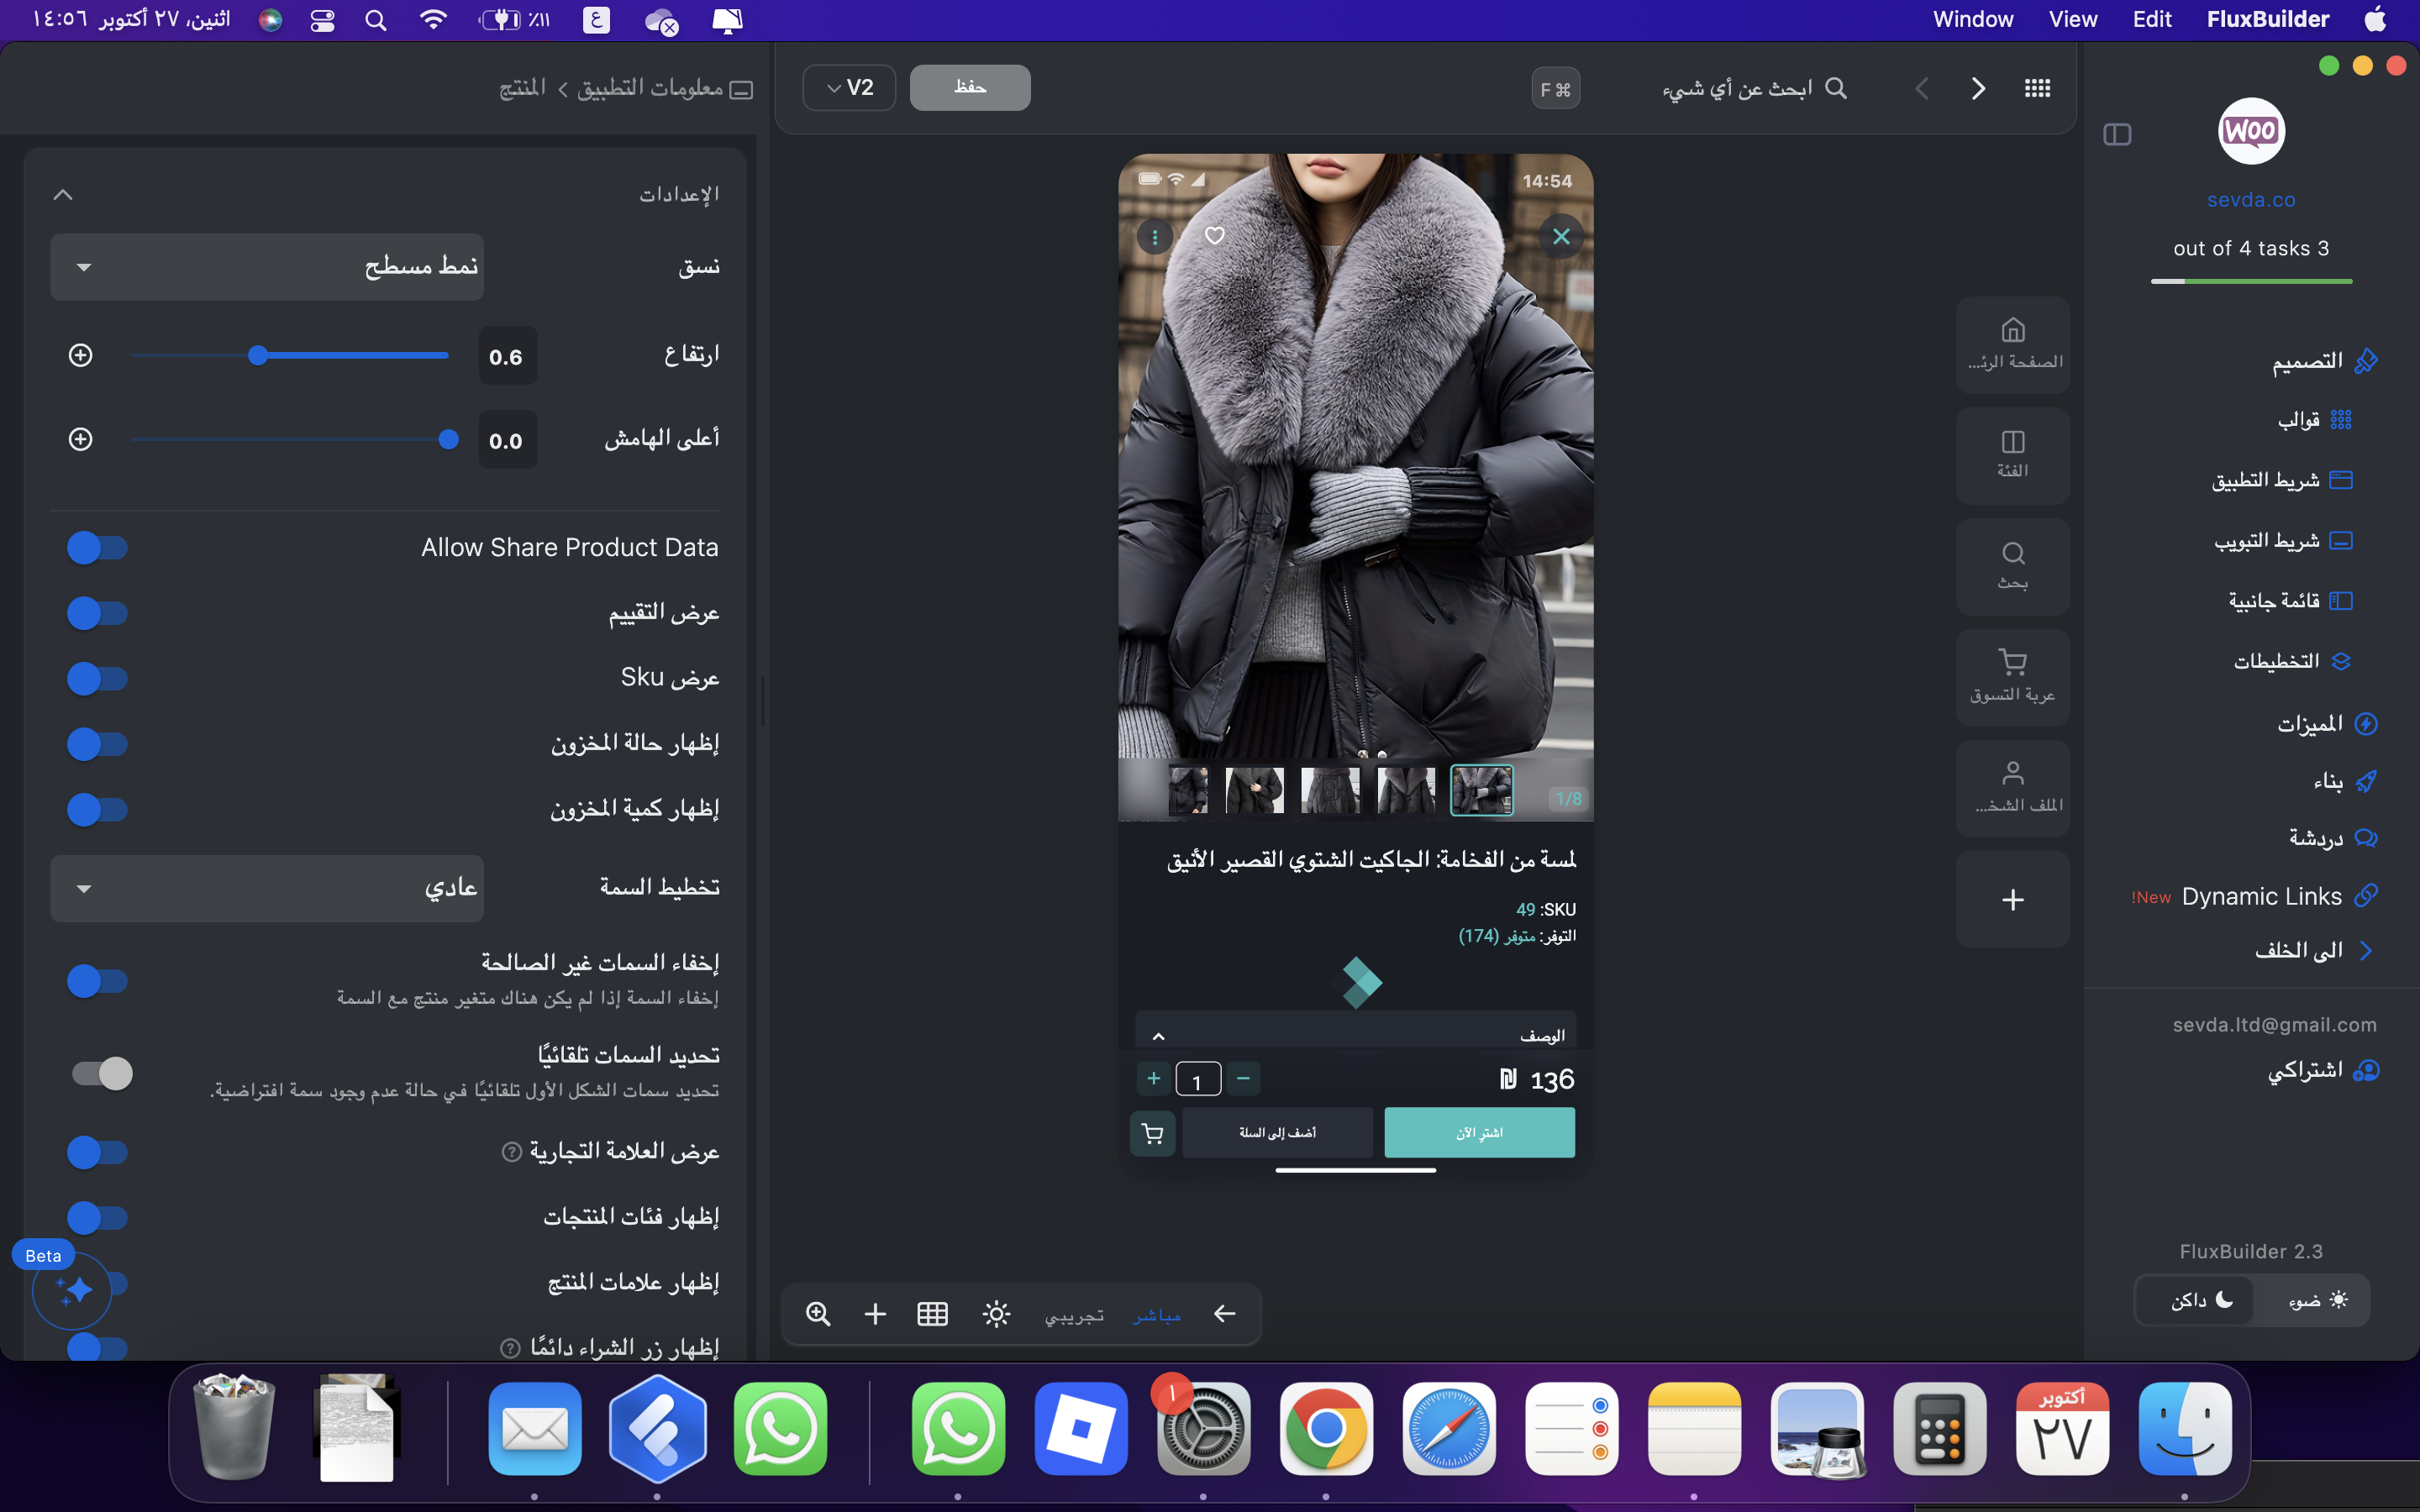 اثنين، ٢٧ أكتوبر ١٤:٥٦
٪١١
ع
Window
View
Edit
FluxBuilder
معلومات التطبيق > المنتج
V2
حفظ
F ⌘
ابحث عن أي شيء
WOO
sevda.co
out of 4 tasks 3
التصميم
قوالب
شريط التطبيق
شريط التبويب
قائمة جانبية
التخطيطات
المميزات
بناء
دردشة
Dynamic Links !New
الى الخلف
sevda.ltd@gmail.com
اشتراكي
FluxBuilder 2.3
ضوء
داكن
الصفحة الرئ...
الفئة
بحث
عربة التسوق
الملف الشخ...
14:54
1/8
لمسة من الفخامة: الجاكيت الشتوي القصير الأنيق
SKU: 49
التوفر: متوفر (174)
الوصف
136 ₪
1
اشترِ الآن
أضف إلى السلة
مباشر
تجريبي
الإعدادات
نسق
نمط مسطح
ارتفاع
0.6
أعلى الهامش
0.0
Allow Share Product Data
عرض التقييم
عرض Sku
إظهار حالة المخزون
إظهار كمية المخزون
تخطيط السمة
عادي
إخفاء السمات غير الصالحة
إخفاء السمة إذا لم يكن هناك متغير منتج مع السمة
تحديد السمات تلقائيًا
تحديد سمات الشكل الأول تلقائيًا في حالة عدم وجود سمة افتراضية.
عرض العلامة التجارية
إظهار فئات المنتجات
إظهار علامات المنتج
إظهار زر الشراء دائمًا
Beta
١
أكتوبر
٢٧